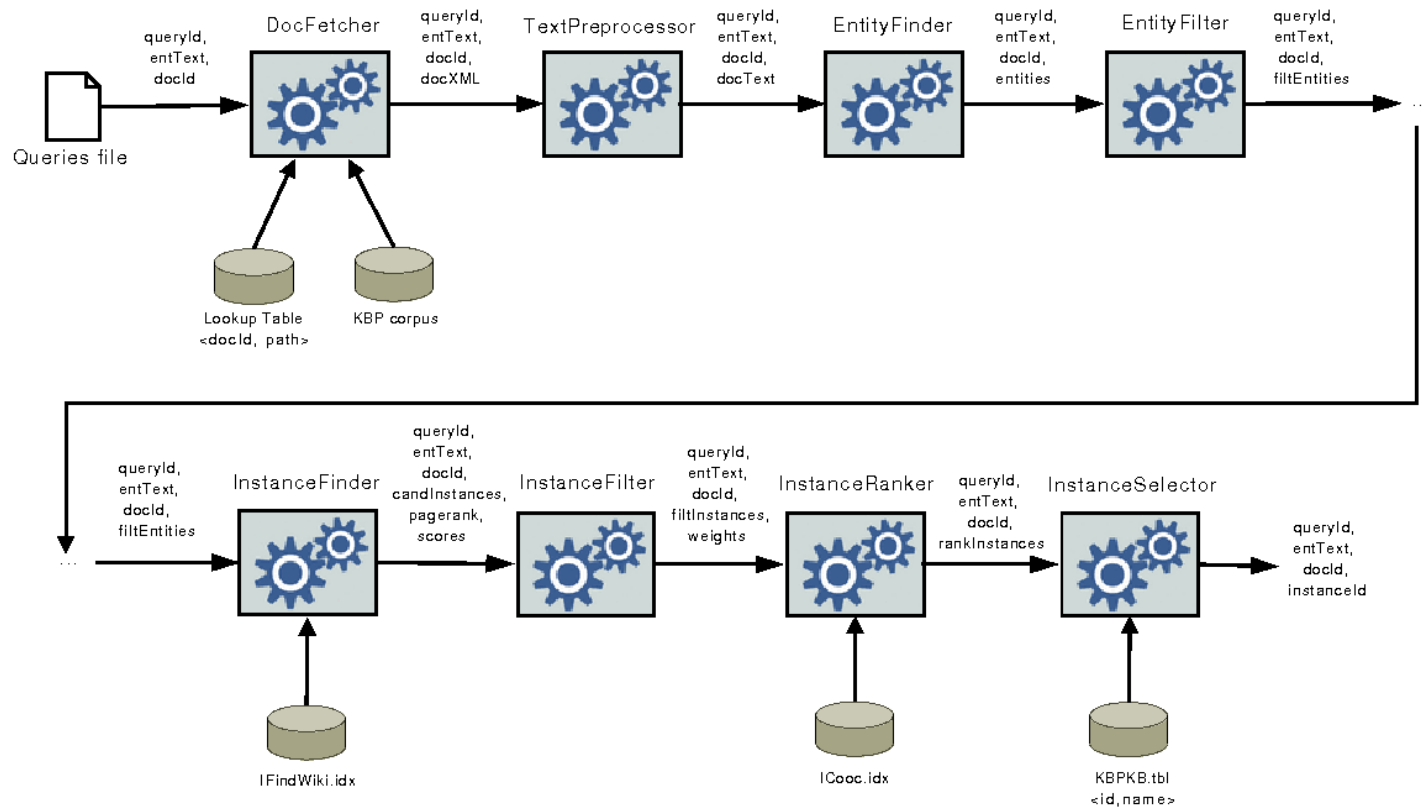 queryId,
entText,
docId
Queries file
DocFetcher
queryId,
entText,
docId,
docXML
TextPreprocessor
queryId,
entText,
docId,
docText
EntityFinder
queryId,
entText,
docId,
entities
EntityFilter
queryId,
entText,
docId,
filtEntities
...
Lookup Table
<docId, path>
KBP corpus
...
queryId,
entText,
docId,
filtEntities
InstanceFinder
queryId,
entText,
docId,
candInstances,
pagerank,
scores
InstanceFilter
queryId,
entText,
docId,
filtInstances,
weights
InstanceRanker
queryId,
entText,
docId,
rankInstances
InstanceSelector
queryId,
entText,
docId,
instanceId
IFindWiki.idx
ICooc.idx
KBPKB.tbl
<id,name>